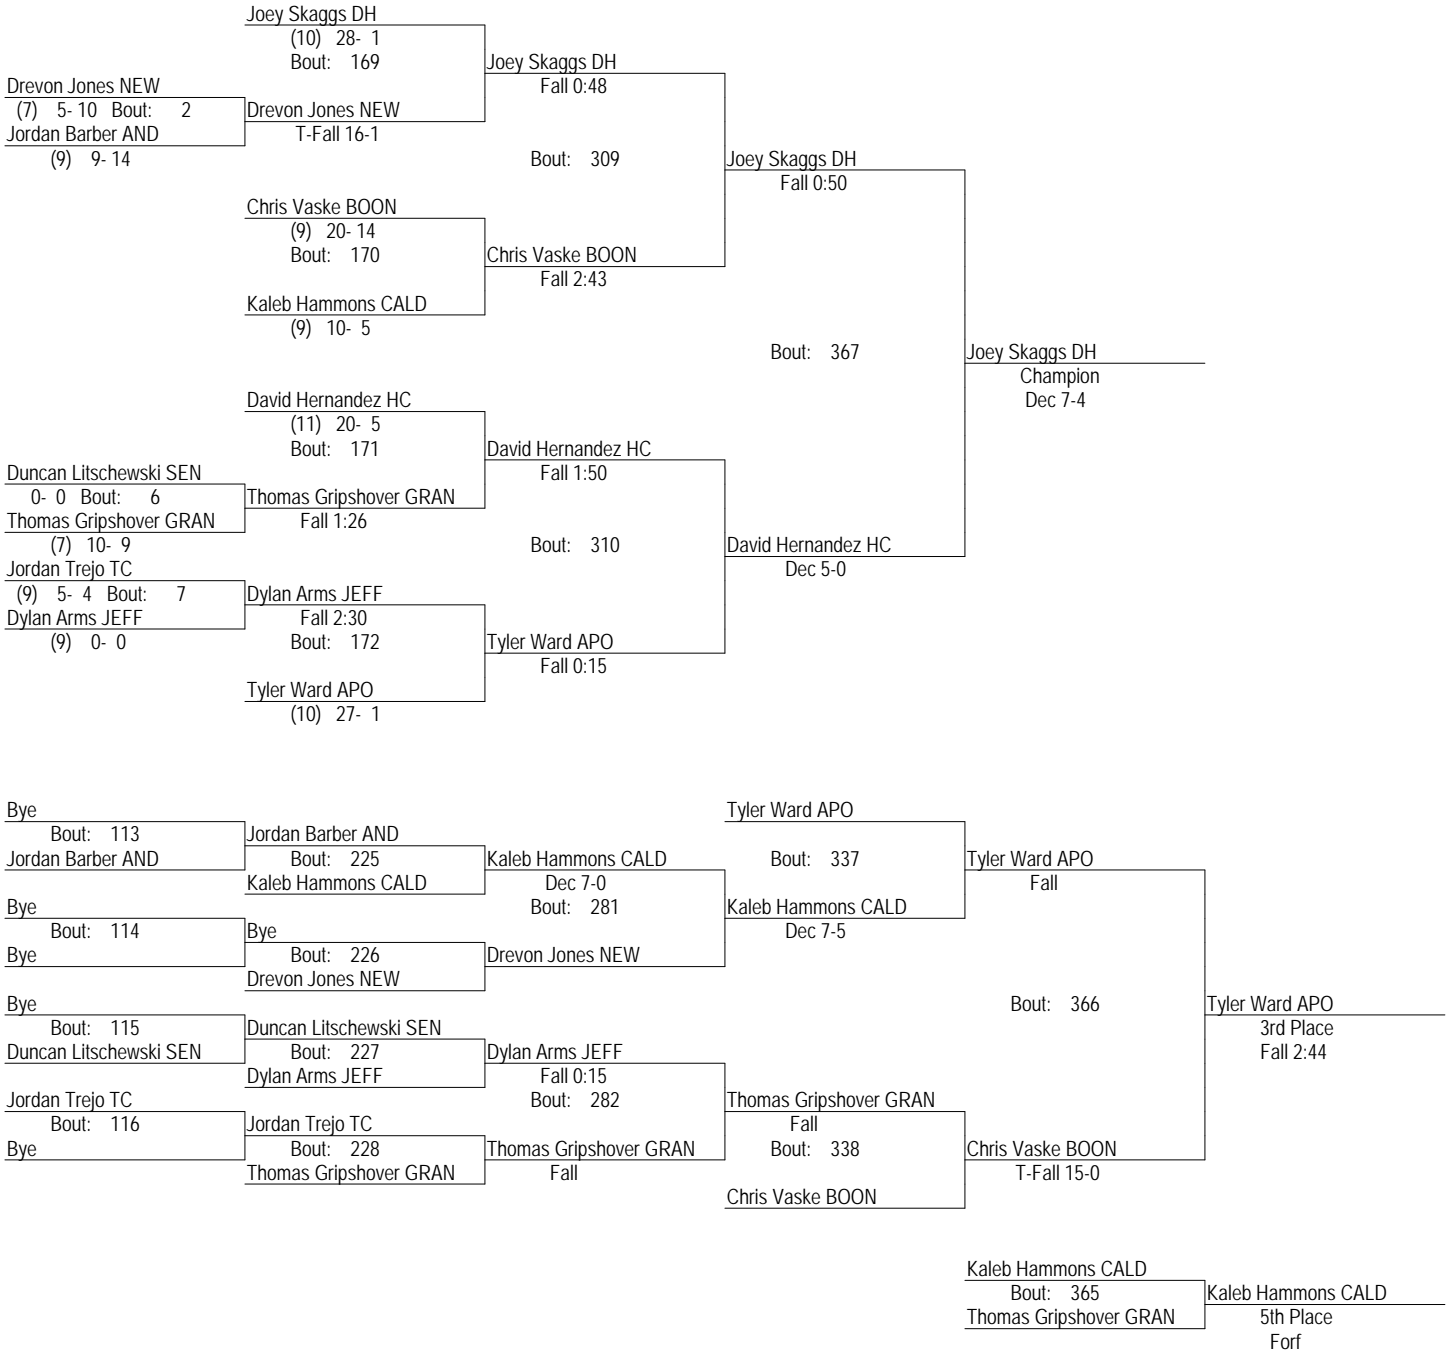 Joey Skaggs DH
(10) 28- 1
Bout: 169
Joey Skaggs DH
Fall 0:48
Drevon Jones NEW
(7) 5- 10 Bout: 2
Drevon Jones NEW
Jordan Barber AND
T-Fall 16-1
(9) 9- 14
Bout: 309
Joey Skaggs DH
Fall 0:50
Chris Vaske BOON
(9) 20- 14
Bout: 170
Chris Vaske BOON
Fall 2:43
Kaleb Hammons CALD
(9) 10- 5
Bout: 367
Joey Skaggs DH
Champion
Dec 7-4
David Hernandez HC
(11) 20- 5
Bout: 171
David Hernandez HC
Fall 1:50
Duncan Litschewski SEN
0- 0 Bout: 6
Thomas Gripshover GRAN
Thomas Gripshover GRAN
Fall 1:26
(7) 10- 9
Bout: 310
David Hernandez HC
Dec 5-0
Jordan Trejo TC
(9) 5- 4 Bout: 7
Dylan Arms JEFF
Dylan Arms JEFF
Fall 2:30
(9) 0- 0
Bout: 172
Tyler Ward APO
Fall 0:15
Tyler Ward APO
(10) 27- 1
Bye
Bout: 113
Jordan Barber AND
Jordan Barber AND
Bout: 225
Kaleb Hammons CALD
Kaleb Hammons CALD
Dec 7-0
Bout: 281
Tyler Ward APO
Bout: 337
Tyler Ward APO
Fall
Kaleb Hammons CALD
Dec 7-5
Bye
Bout: 114
Bye
Bye
Bout: 226
Drevon Jones NEW
Drevon Jones NEW
Bye
Bout: 115
Duncan Litschewski SEN
Duncan Litschewski SEN
Bout: 227
Dylan Arms JEFF
Dylan Arms JEFF
Fall 0:15
Bout: 282
Bout: 366
Tyler Ward APO
3rd Place
Fall 2:44
Jordan Trejo TC
Bout: 116
Bye
Jordan Trejo TC
Bout: 228
Thomas Gripshover GRAN
Thomas Gripshover GRAN
Fall
Thomas Gripshover GRAN
Fall
Bout: 338
Chris Vaske BOON
T-Fall 15-0
Chris Vaske BOON
Kaleb Hammons CALD
Bout: 365
Kaleb Hammons CALD
Thomas Gripshover GRAN
5th Place
Forf